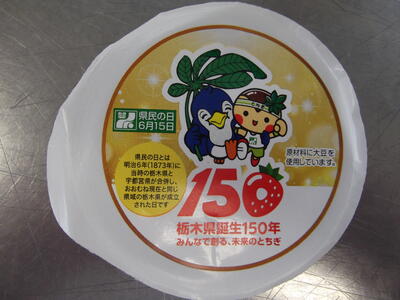 県民の日
6月15日
県民の日とは
明治6年(1873年)に
当時の栃木県と
宇都宮県が合併し、
おおむね現在と同じ
県域の栃木県が成立
された日です
原材料に大豆を
使用しています。
150
栃木県誕生150年
みんなで創る、未来のとちぎ